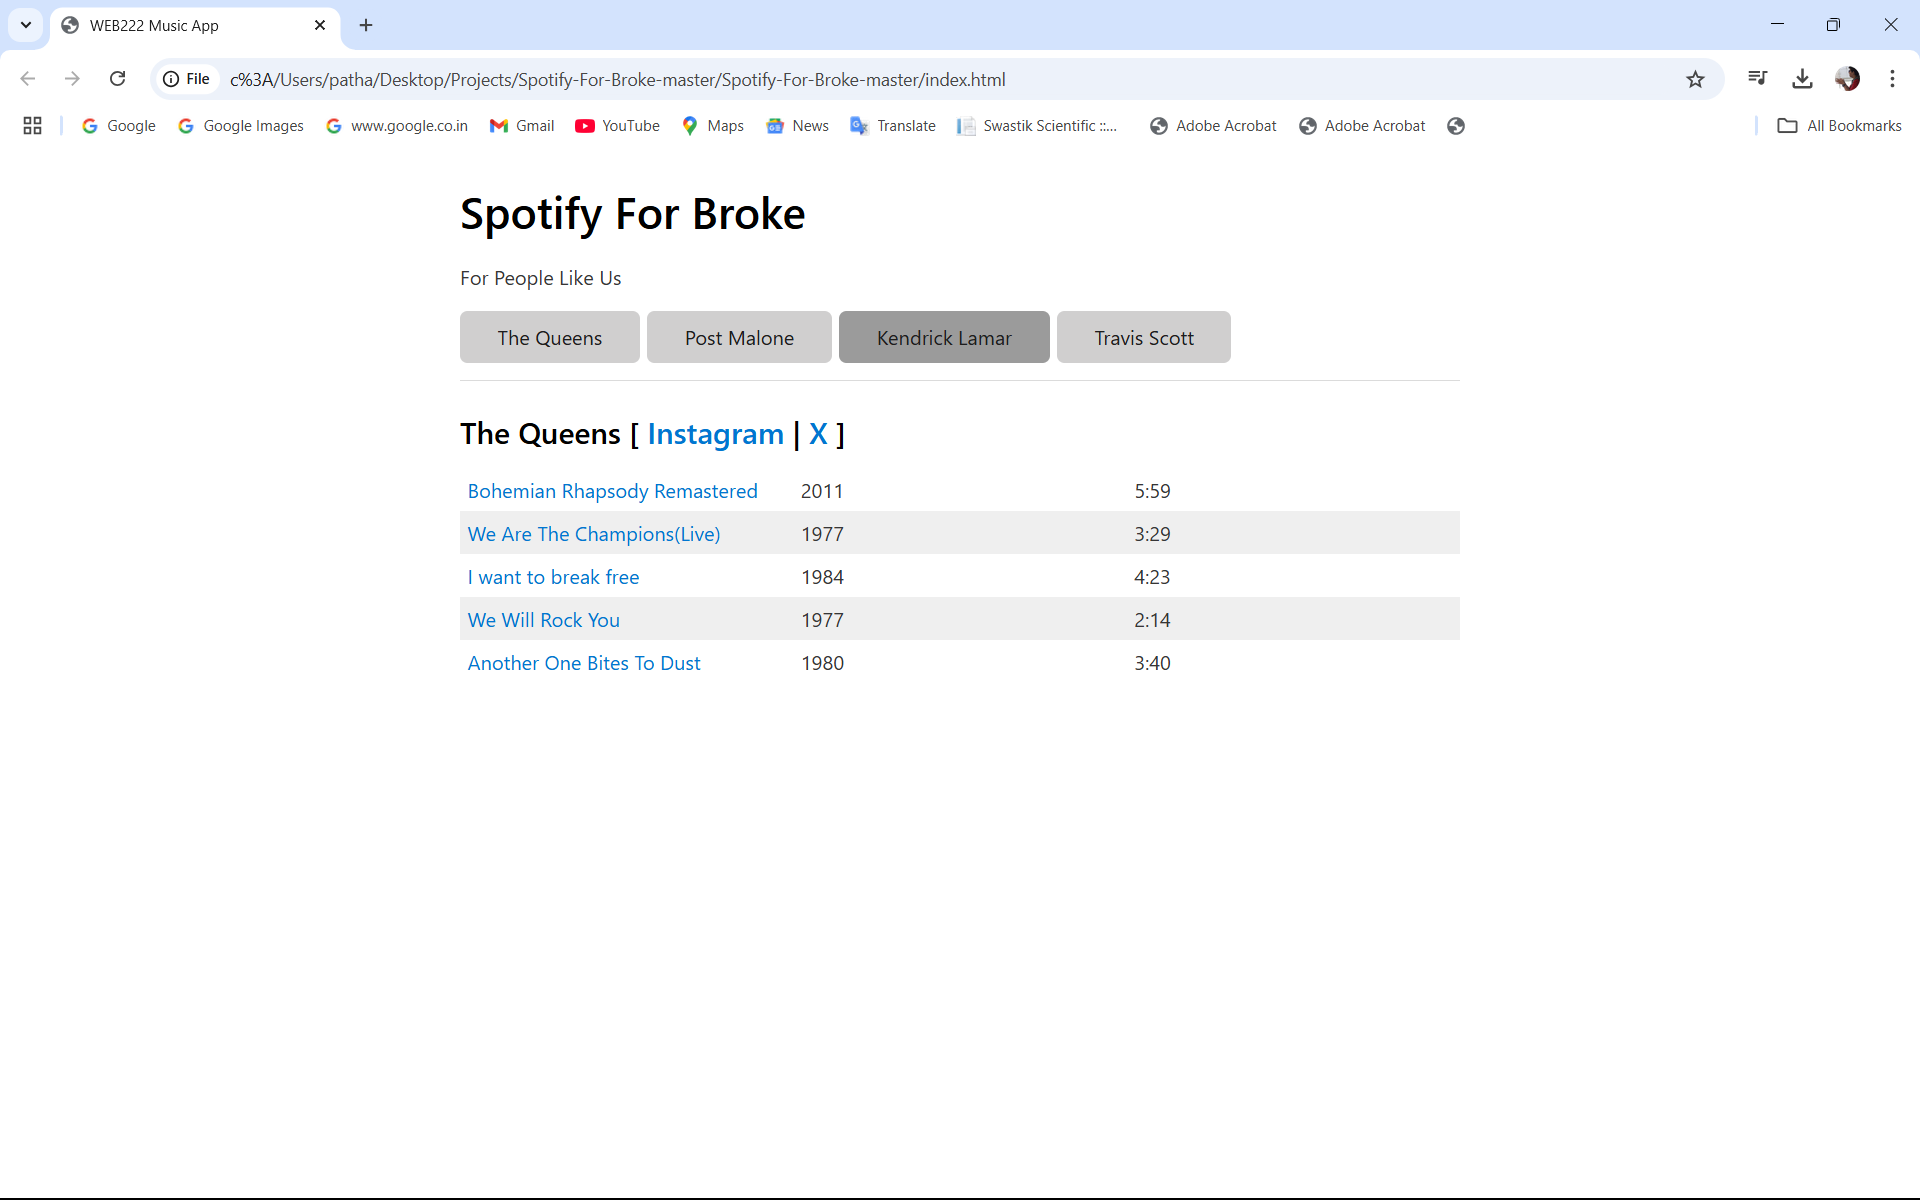 WEB222 Music App
File c%3A/Users/patha/Desktop/Projects/Spotify-For-Broke-master/Spotify-For-Broke-master/index.html
Google Google Images www.google.co.in Gmail YouTube Maps News Translate Swastik Scientific ::... Adobe Acrobat Adobe Acrobat All Bookmarks
Spotify For Broke
For People Like Us
The Queens Post Malone Kendrick Lamar Travis Scott
The Queens [ Instagram | X ]
Bohemian Rhapsody Remastered 2011 5:59
We Are The Champions(Live) 1977 3:29
I want to break free 1984 4:23
We Will Rock You 1977 2:14
Another One Bites To Dust 1980 3:40